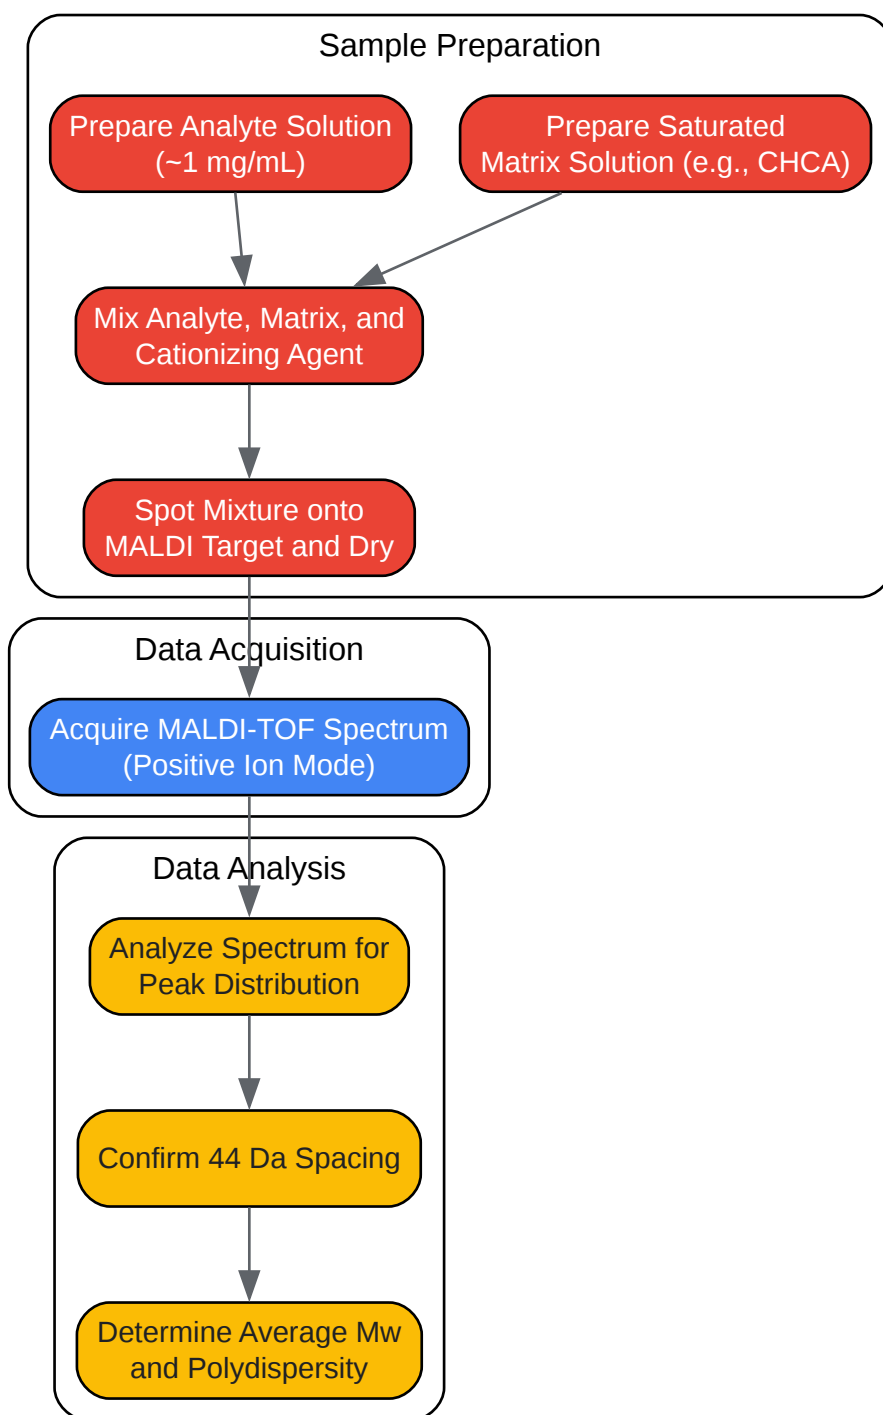 Sample Preparation
Prepare Analyte Solution
(~1 mg/mL)
Prepare Saturated
Matrix Solution (e.g., CHCA)
Mix Analyte, Matrix, and
Cationizing Agent
Spot Mixture onto
MALDI Target and Dry
Data Acquisition
Acquire MALDI-TOF Spectrum
(Positive Ion Mode)
Data Analysis
Analyze Spectrum for
Peak Distribution
Confirm 44 Da Spacing
Determine Average Mw
and Polydispersity